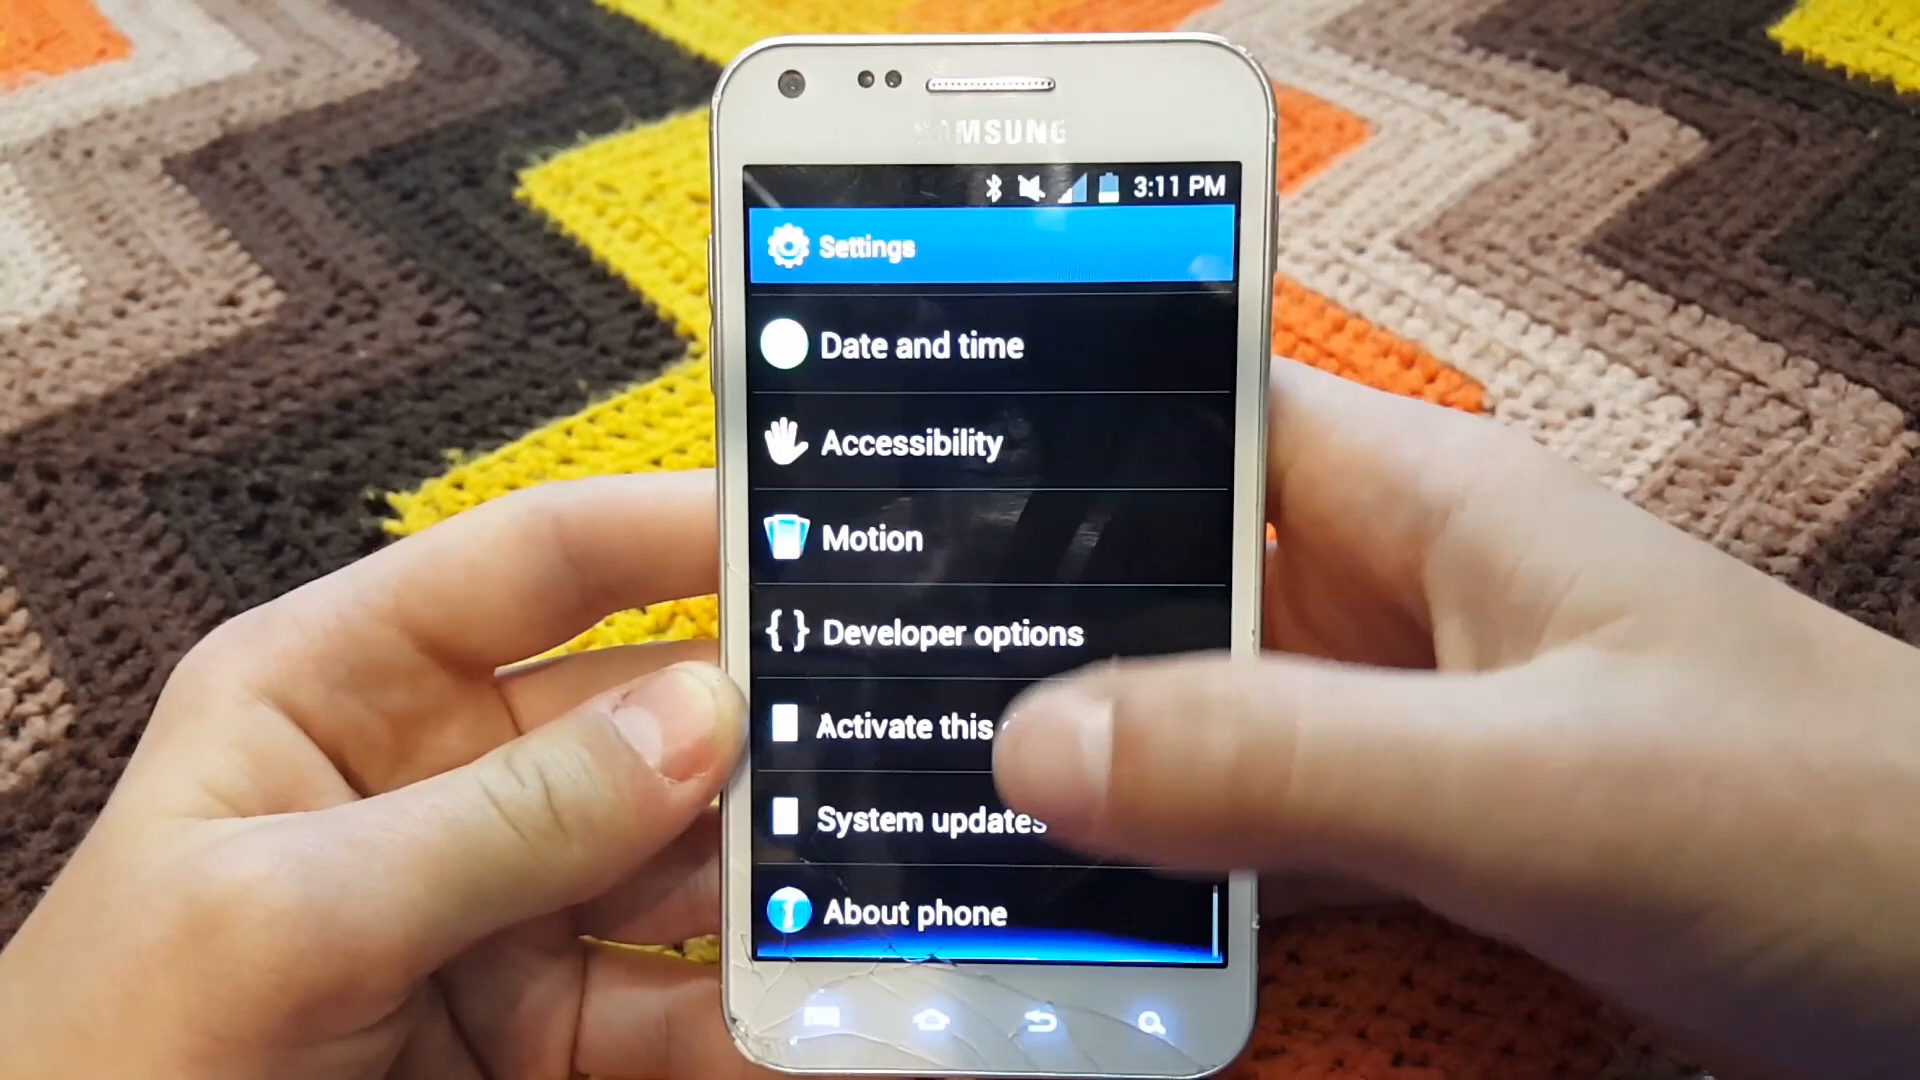 SAMSUNG
3:11 PM
Settings
Date and time
Accessibility
Motion
Developer options
Activate this
System updates
About phone